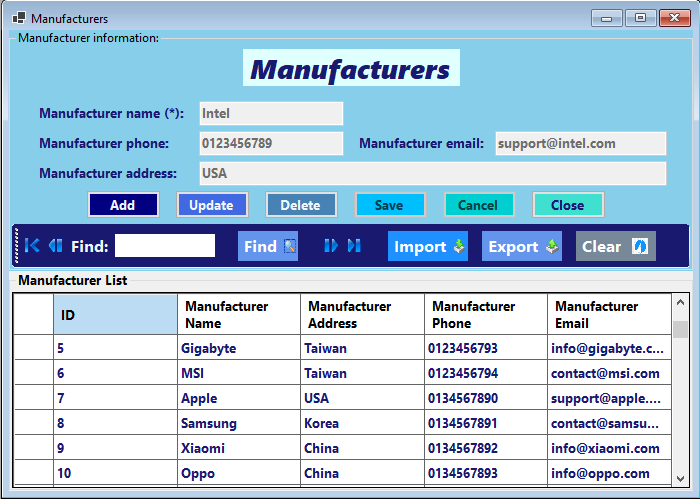 Manufacturers
Manufacturer information:
Manufacturers
Manufacturer name (*): Intel
Manufacturer phone: 0123456789 Manufacturer email: support@intel.com
Manufacturer address: USA
Add Update Delete Save Cancel Close
Find: Find Import Export Clear
Manufacturer List
ID Manufacturer Name Manufacturer Address Manufacturer Phone Manufacturer Email
5 Gigabyte Taiwan 0123456793 info@gigabyte.c...
6 MSI Taiwan 0123456794 contact@msi.com
7 Apple USA 0134567890 support@apple....
8 Samsung Korea 0134567891 contact@samsu...
9 Xiaomi China 0134567892 info@xiaomi.com
10 Oppo China 0134567893 info@oppo.com